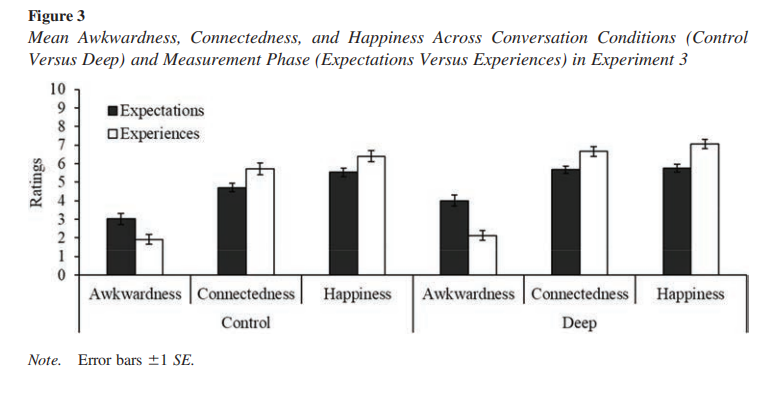 Figure 3
Mean Awkwardness, Connectedness, and Happiness Across Conversation Conditions (Control
Versus Deep) and Measurement Phase (Expectations Versus Experiences) in Experiment 3
10
9
8
7
6
5
4
3
2
1
0
Ratings
Expectations
Experiences
Awkwardness Connectedness Happiness Awkwardness Connectedness Happiness
Control Deep
Note. Error bars ±1 SE.